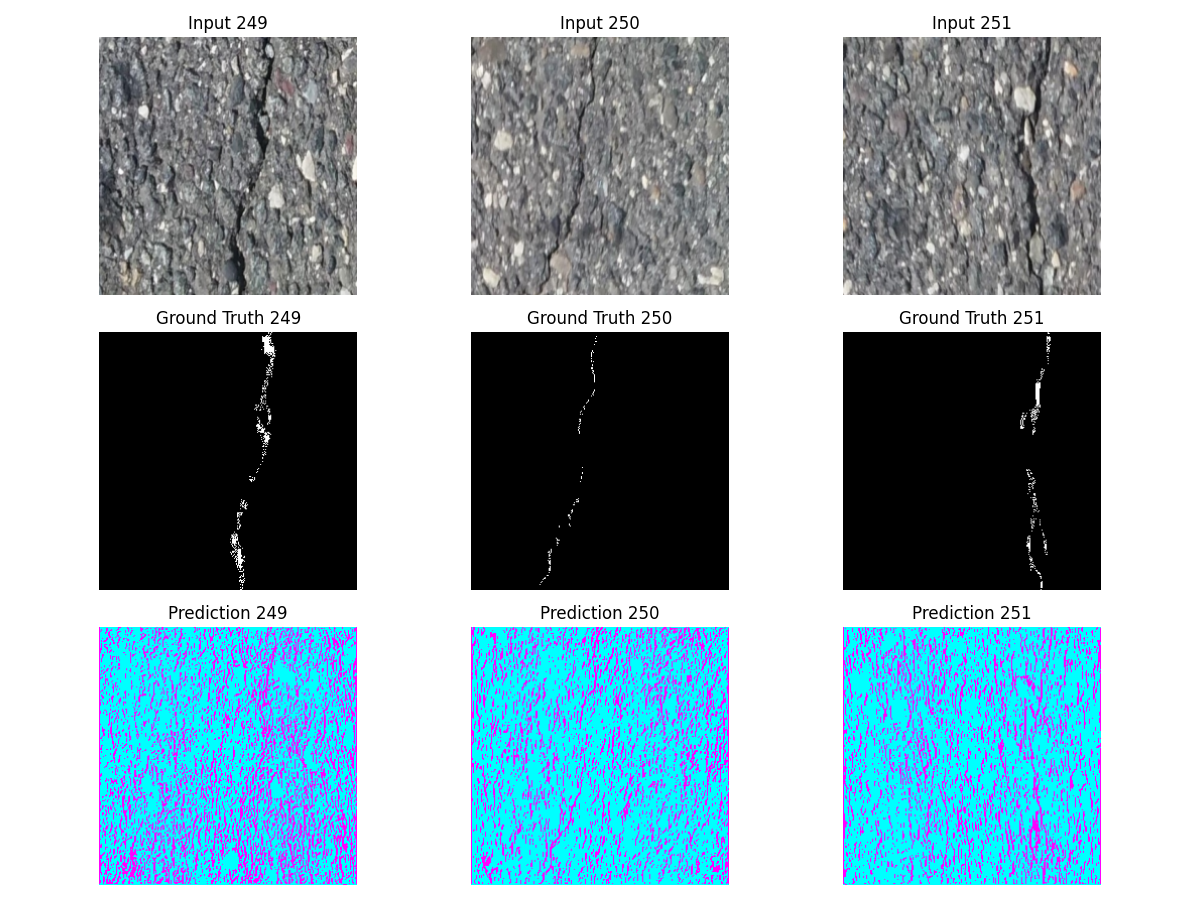 Input 249
Input 250
Input 251
Ground Truth 249
Ground Truth 250
Ground Truth 251
Prediction 249
Prediction 250
Prediction 251